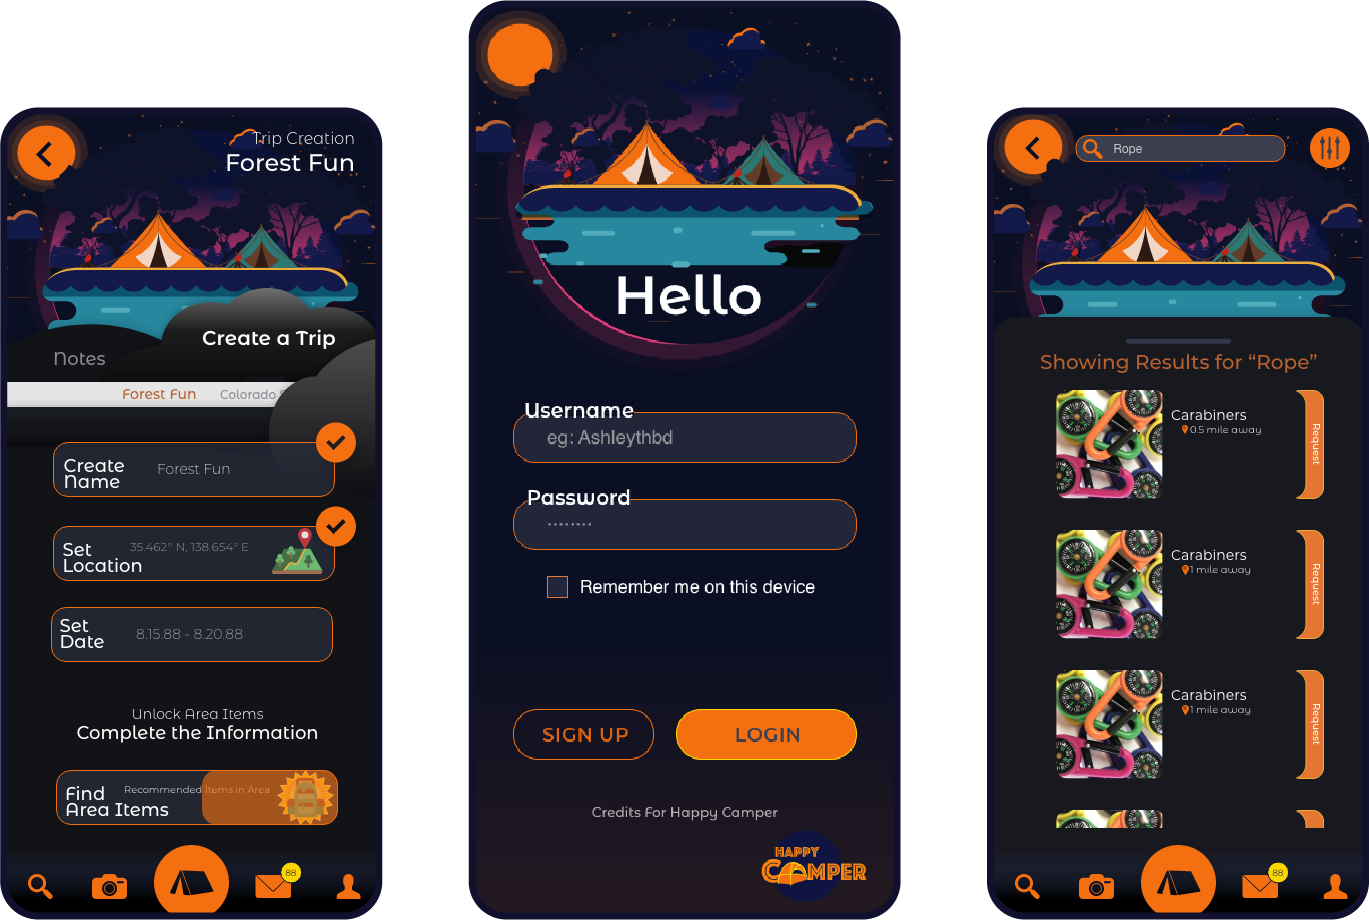 Trip Creation
Forest Fun
Create a Trip
Notes
Forest Fun
Colorado
Create
Name
Forest Fun
Set
Location
35.462° N, 138.654° E
Set
Date
8.15.88 - 8.20.88
Unlock Area Items
Complete the Information
Find
Area Items
Recommended Items in Area
88
Hello
Username
eg: Ashleythbd
Password
........
Remember me on this device
SIGN UP
LOGIN
Credits For Happy Camper
HAPPY
CAMPER
Rope
Showing Results for “Rope”
Carabiners
0.5 mile away
Request
Carabiners
1 mile away
Request
Carabiners
1 mile away
Request
88